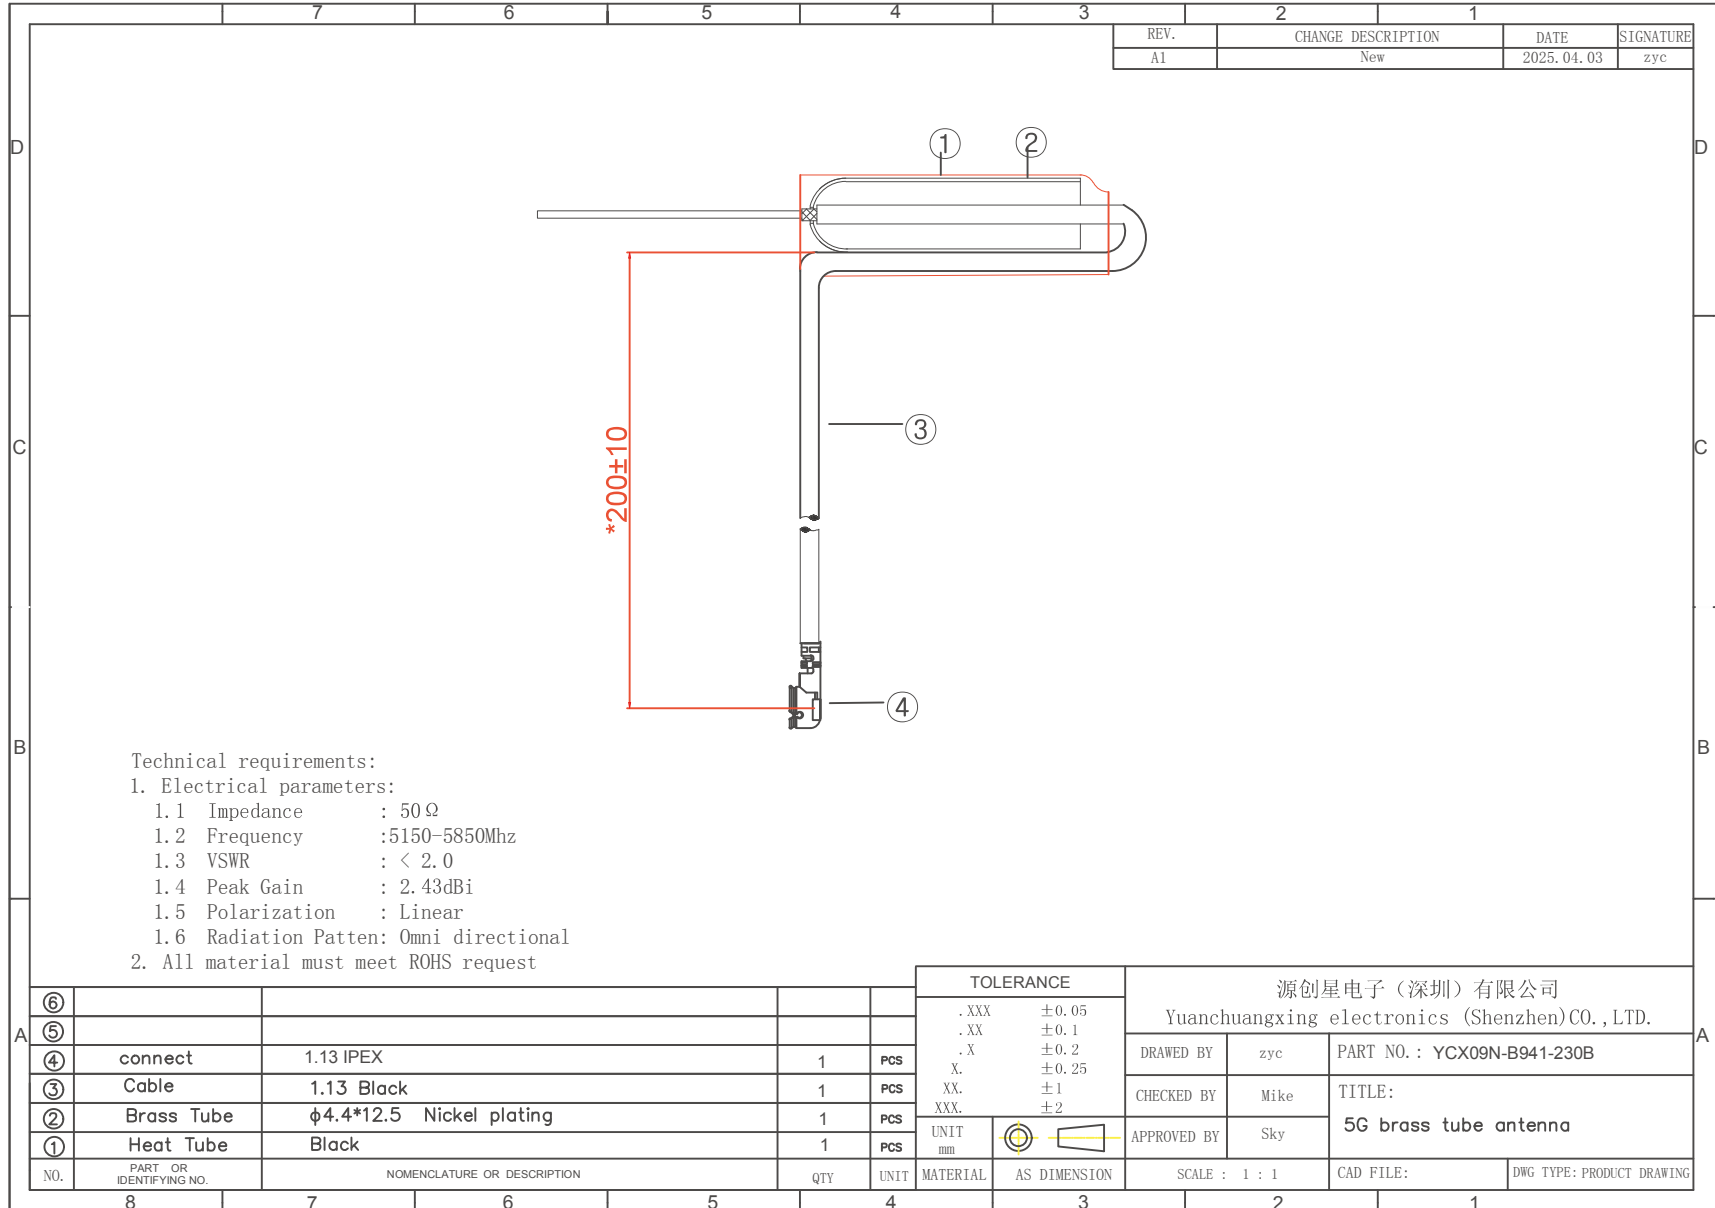 7 6 5 4 3 2 1
REV. CHANGE DESCRIPTION DATE SIGNATURE
A1 New 2025.04.03 zyc
D D
① ②
C C
③
*200±10
④
B B
Technical requirements:
1. Electrical parameters:
1.1 Impedance : 50Ω
1.2 Frequency :5150-5850Mhz
1.3 VSWR : < 2.0
1.4 Peak Gain : 2.43dBi
1.5 Polarization : Linear
1.6 Radiation Patten: Omni directional
2. All material must meet ROHS request
A A
⑥
⑤
④ connect 1.13 IPEX 1 PCS
③ Cable 1.13 Black 1 PCS
② Brass Tube ϕ4.4*12.5 Nickel plating 1 PCS
① Heat Tube Black 1 PCS
NO. PART OR IDENTIFYING NO. NOMENCLATURE OR DESCRIPTION QTY UNIT
TOLERANCE
.XXX ±0.05
.XX ±0.1
.X ±0.2
X. ±0.25
XX. ±1
XXX. ±2
UNIT
mm
MATERIAL AS DIMENSION
源创星电子（深圳）有限公司
Yuanchuangxing electronics (Shenzhen)CO.,LTD.
DRAWED BY zyc PART NO.: YCX09N-B941-230B
CHECKED BY Mike TITLE:
5G brass tube antenna
APPROVED BY Sky
SCALE : 1 : 1 CAD FILE: DWG TYPE: PRODUCT DRAWING
8 7 6 5 4 3 2 1